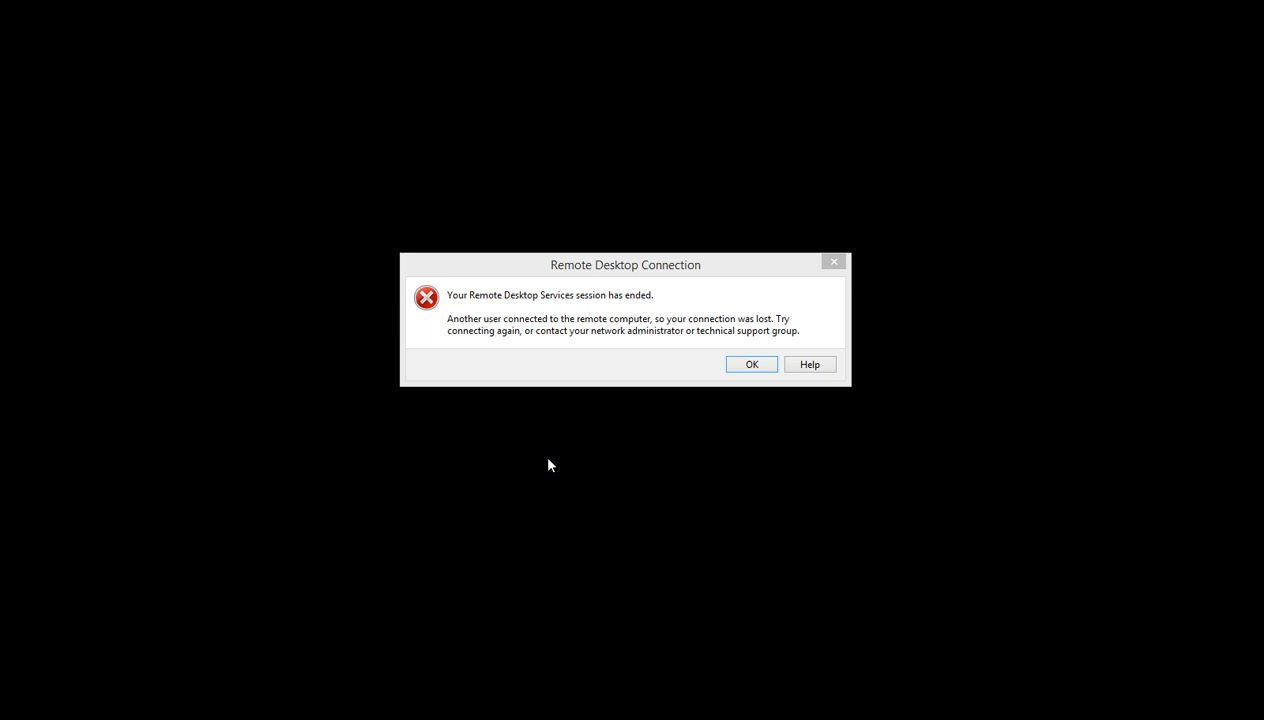 Remote Desktop Connection
Your Remote Desktop Services session has ended.
Another user connected to the remote computer, so your connection was lost. Try
connecting again, or contact your network administrator or technical support group.
OK
Help